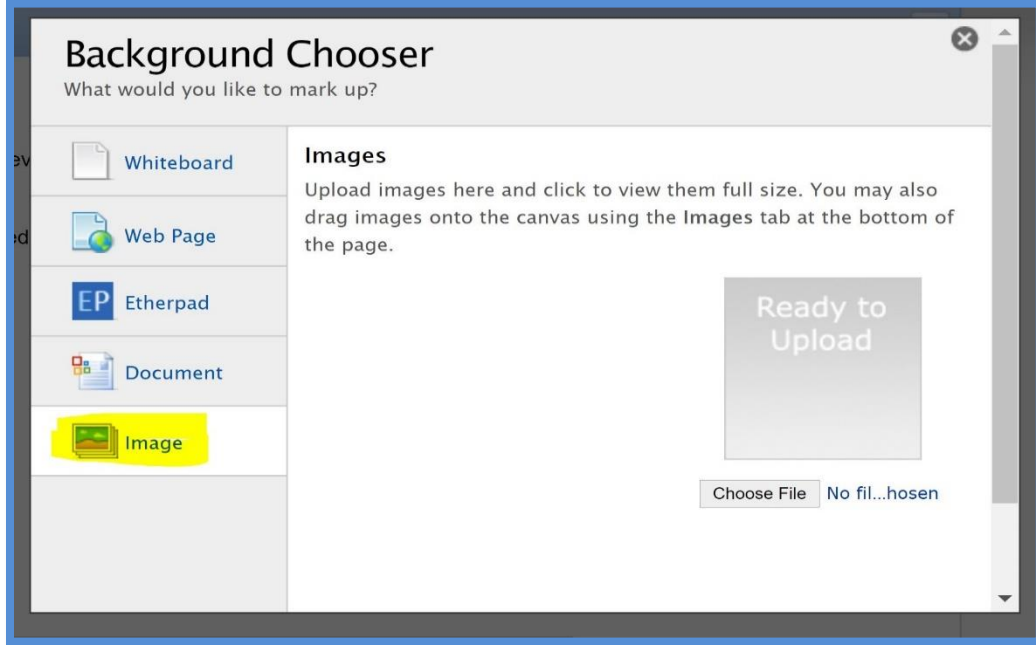 Background Chooser
What would you like to mark up?
Whiteboard
Web Page
EP Etherpad
Document
Image
Images
Upload images here and click to view them full size. You may also
drag images onto the canvas using the Images tab at the bottom of
the page.
Ready to
Upload
Choose File No fil...hosen
ev
ed